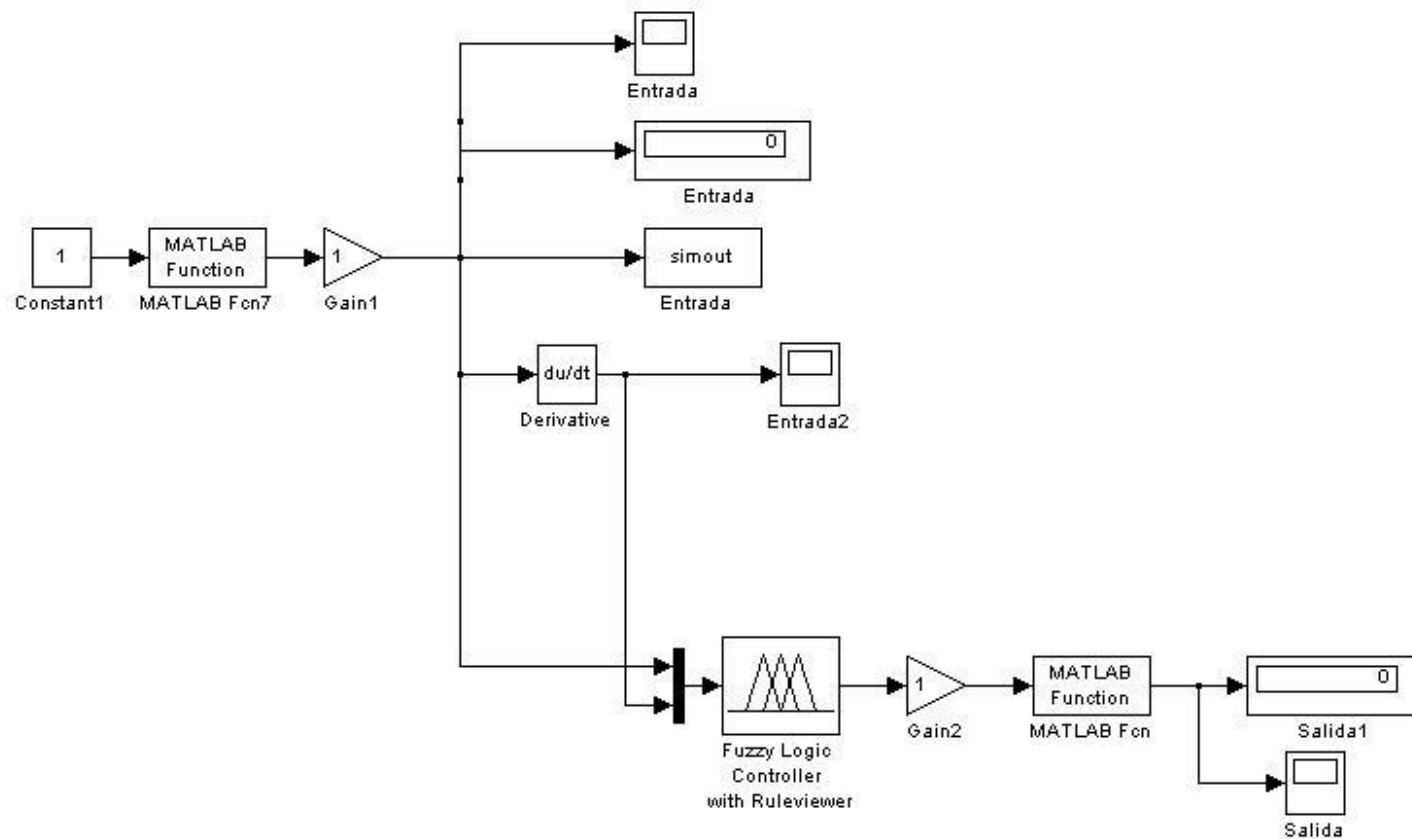 Entrada
0
Entrada
1
Constant1
MATLAB
Function
MATLAB Fcn7
1
Gain1
simout
Entrada
du/dt
Derivative
Entrada2
Fuzzy Logic
Controller
with Ruleviewer
1
Gain2
MATLAB
Function
MATLAB Fcn
0
Salida1
Salida